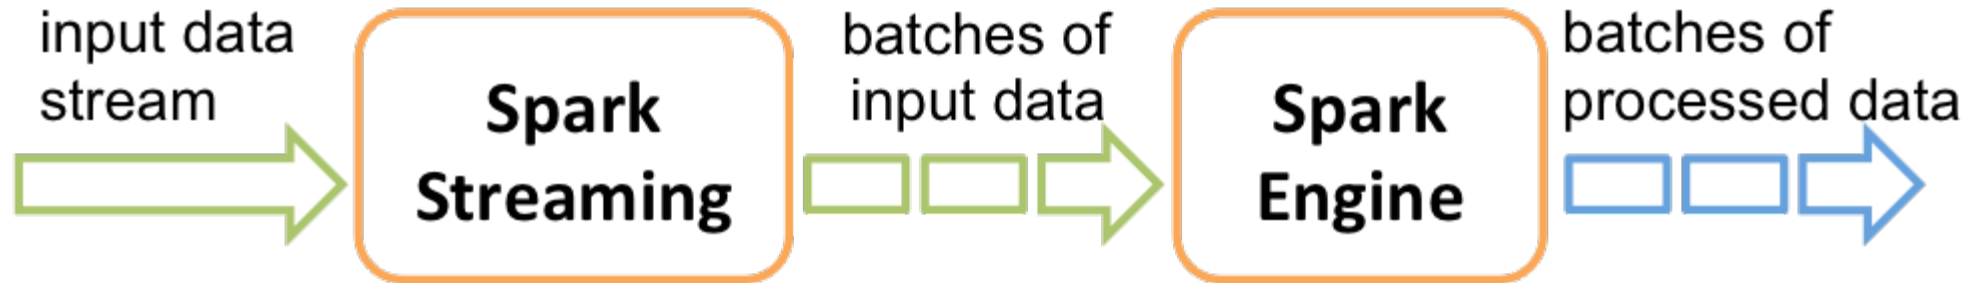 input data
stream
Spark
Streaming
batches of
input data
Spark
Engine
batches of
processed data